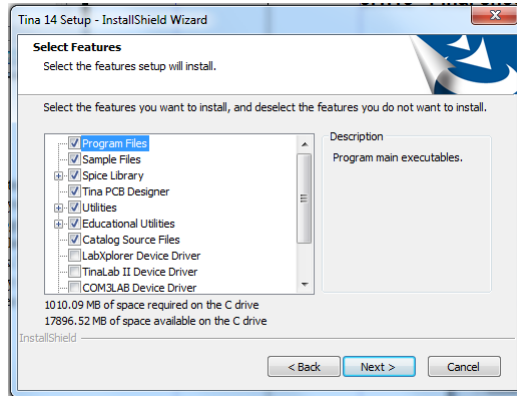 Tina 14 Setup - InstallShield Wizard
Select Features
Select the features setup will install.
Select the features you want to install, and deselect the features you do not want to install.
Program Files
Sample Files
Spice Library
Tina PCB Designer
Utilities
Educational Utilities
Catalog Source Files
LabXplorer Device Driver
TinaLab II Device Driver
COM3LAB Device Driver
Description
Program main executables.
1010.09 MB of space required on the C drive
17896.52 MB of space available on the C drive
InstallShield
< Back
Next >
Cancel